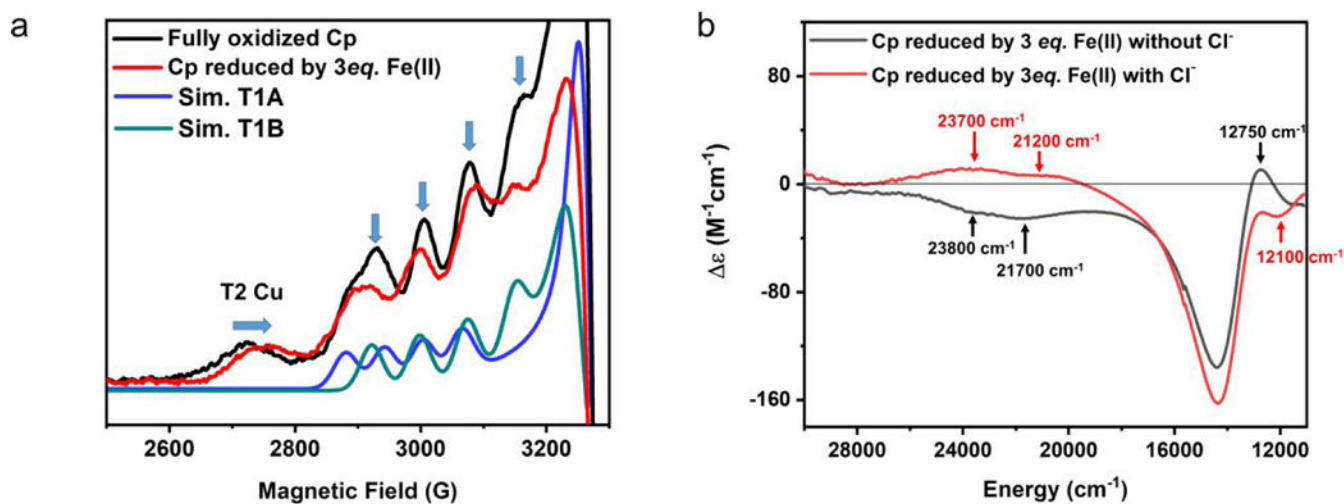 a
Fully oxidized Cp
Cp reduced by 3eq. Fe(II)
Sim. T1A
Sim. T1B
T2 Cu
2600
2800
3000
3200
Magnetic Field (G)
b
Cp reduced by 3 eq. Fe(II) without Cl⁻
Cp reduced by 3eq. Fe(II) with Cl⁻
80
0
-80
-160
Δε (M⁻¹cm⁻¹)
23700 cm⁻¹
21200 cm⁻¹
12750 cm⁻¹
23800 cm⁻¹
21700 cm⁻¹
12100 cm⁻¹
28000
24000
20000
16000
12000
Energy (cm⁻¹)